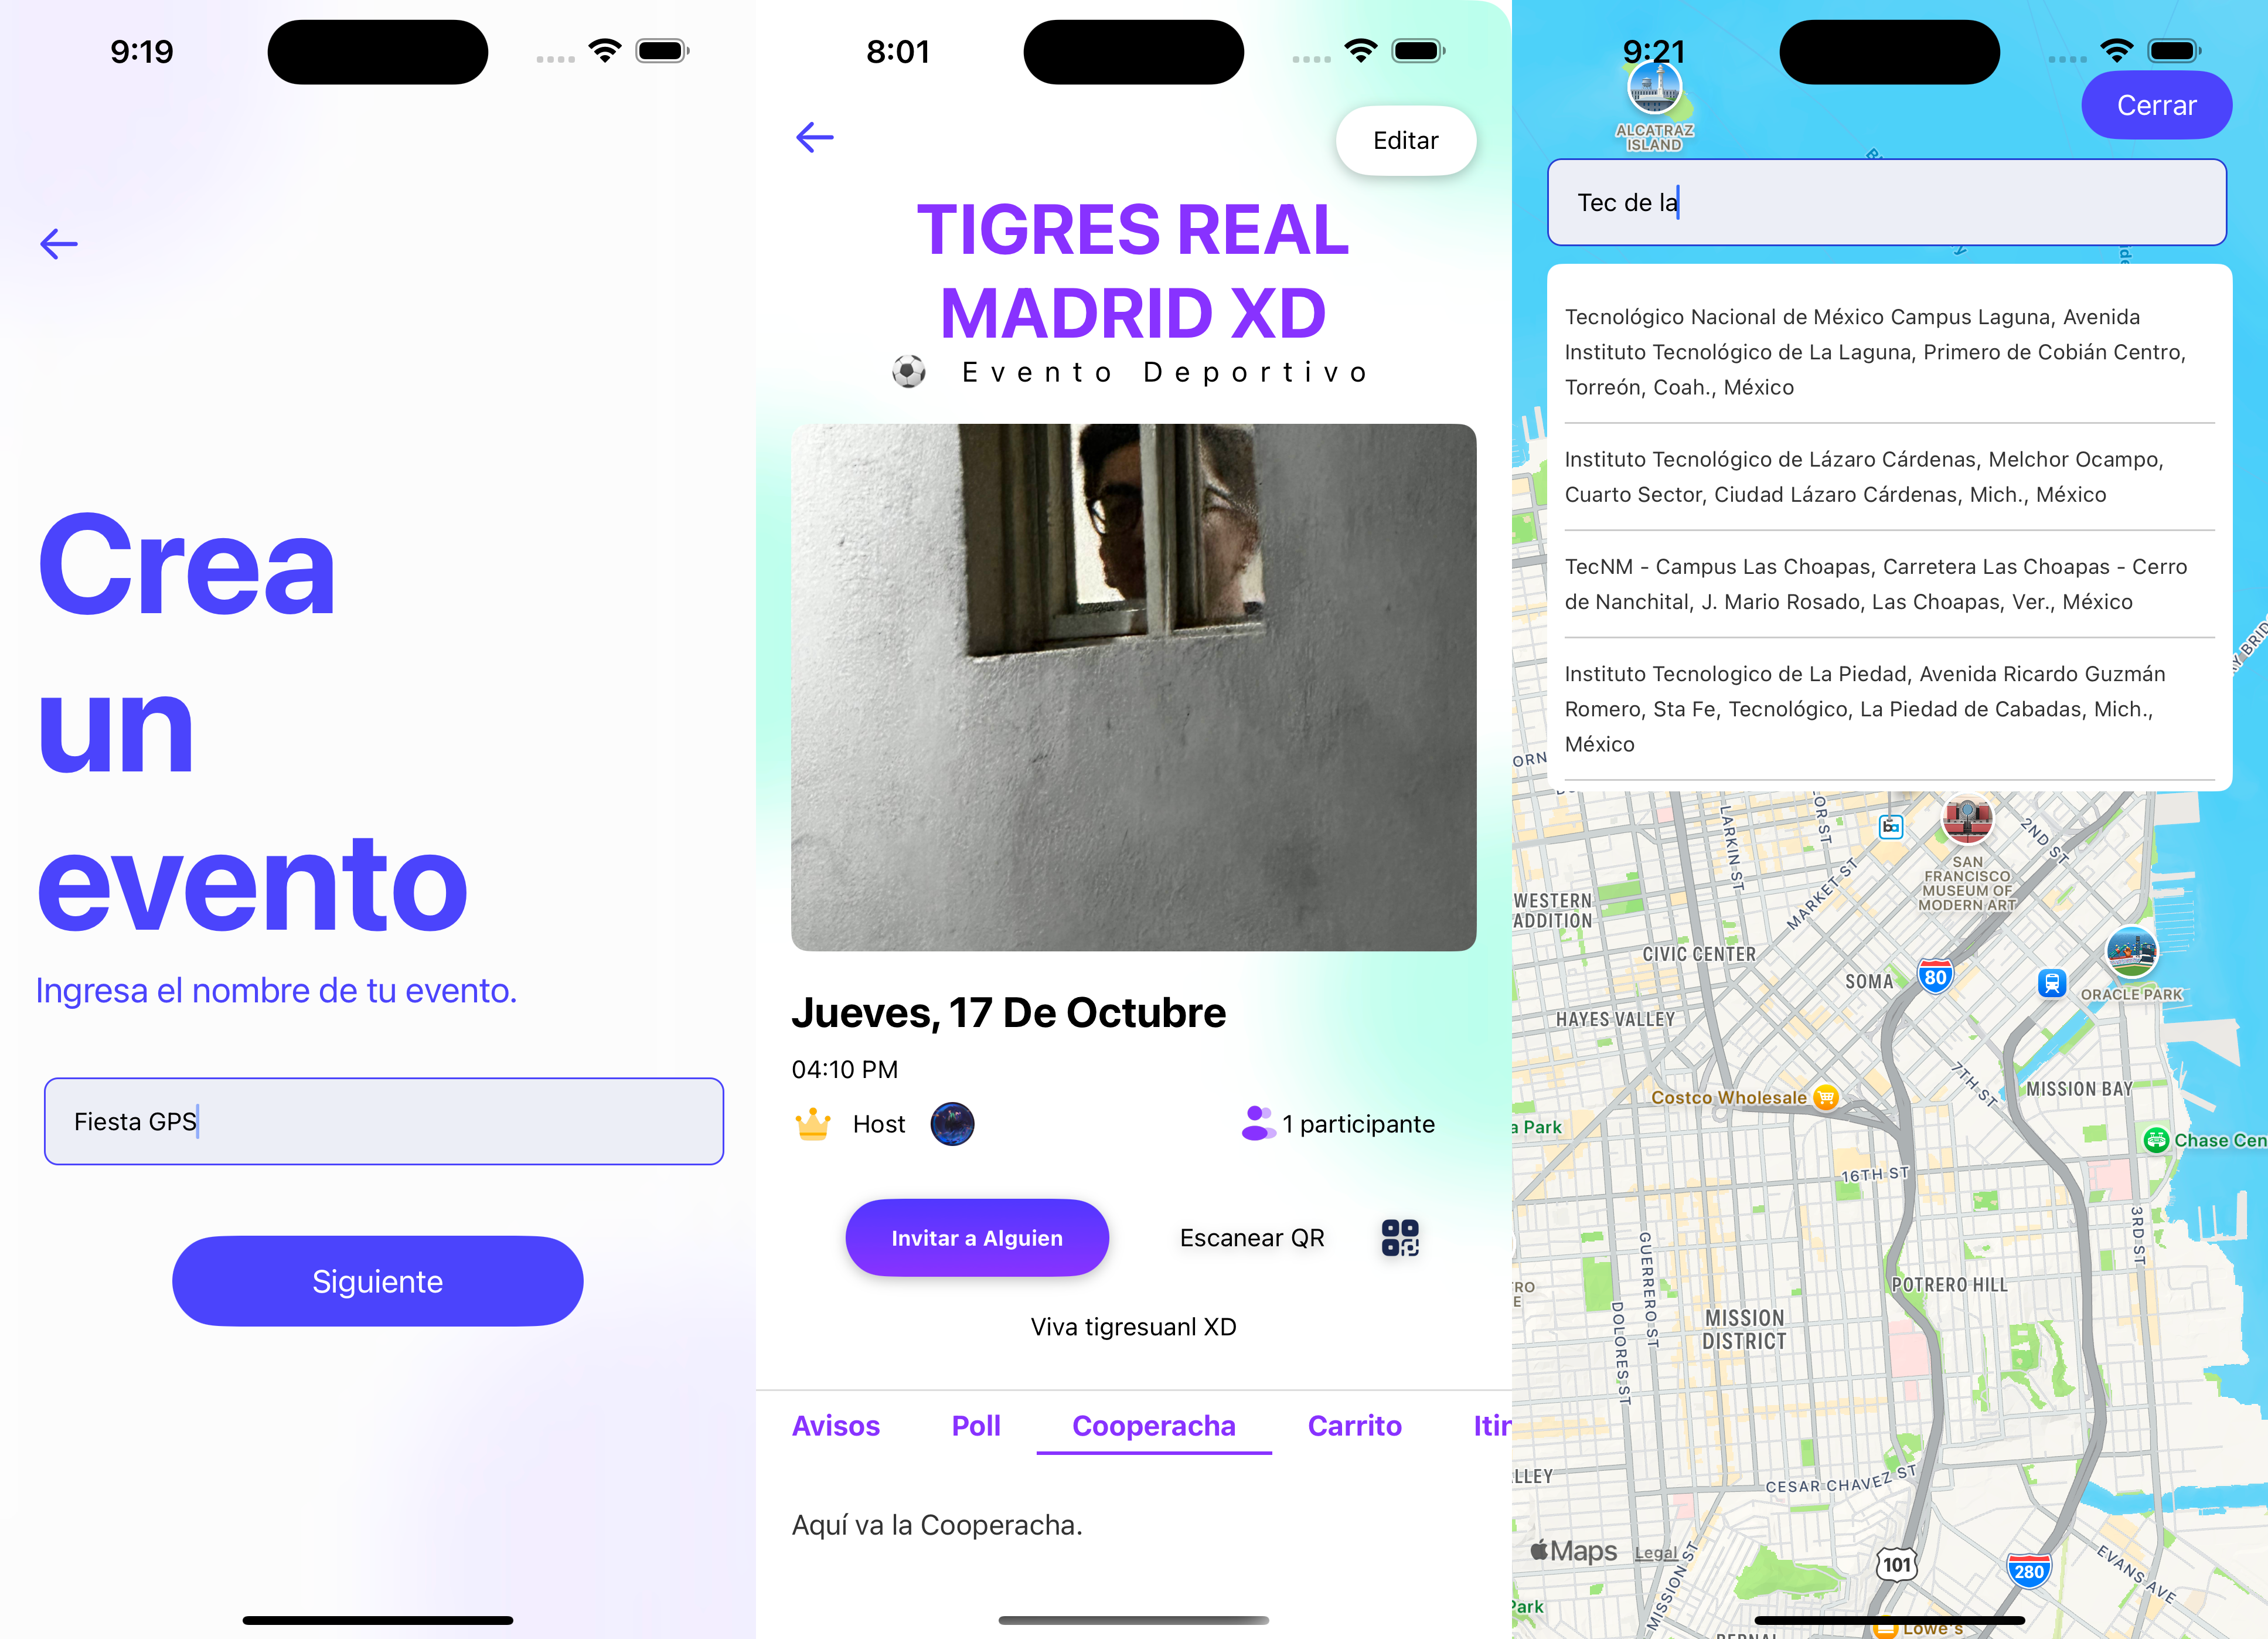 9:19
Crea
un
evento
Ingresa el nombre de tu evento.
Fiesta GPS
Siguiente
8:01
Editar
TIGRES REAL
MADRID XD
Evento Deportivo
Jueves, 17 De Octubre
04:10 PM
Host
1 participante
Invitar a Alguien
Escanear QR
Viva tigresuanl XD
Avisos
Poll
Cooperacha
Carrito
Itin
Aquí va la Cooperacha.
9:21
Cerrar
ALCATRAZ
ISLAND
Tec de la
Tecnológico Nacional de México Campus Laguna, Avenida
Instituto Tecnológico de La Laguna, Primero de Cobián Centro,
Torreón, Coah., México
Instituto Tecnológico de Lázaro Cárdenas, Melchor Ocampo,
Cuarto Sector, Ciudad Lázaro Cárdenas, Mich., México
TecNM - Campus Las Choapas, Carretera Las Choapas - Cerro
de Nanchital, J. Mario Rosado, Las Choapas, Ver., México
Instituto Tecnologico de La Piedad, Avenida Ricardo Guzmán
Romero, Sta Fe, Tecnológico, La Piedad de Cabadas, Mich.,
México
LARKIN ST
MARKET ST
2ND ST
SAN
FRANCISCO
MUSEUM OF
MODERN ART
WESTERN
ADDITION
CIVIC CENTER
SOMA
80
ORACLE PARK
HAYES VALLEY
7TH ST
MISSION BAY
Costco Wholesale
a Park
Chase Cen
16TH ST
3RD ST
GUERRERO ST
DOLORES ST
POTRERO HILL
MISSION
DISTRICT
CESAR CHAVEZ ST
Maps
Legal
MISSION ST
101
280
EVANS AVE
Park
Lowe's